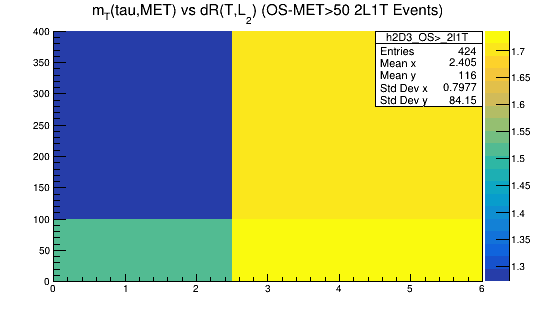 m_T(tau,MET) vs dR(T,L_2) (OS-MET>50 2L1T Events)
h2D3_OS>_2l1T
Entries 424
Mean x 2.405
Mean y 116
Std Dev x 0.7977
Std Dev y 84.15
400
350
300
250
200
150
100
50
0
0 1 2 3 4 5 6
1.7
1.65
1.6
1.55
1.5
1.45
1.4
1.35
1.3